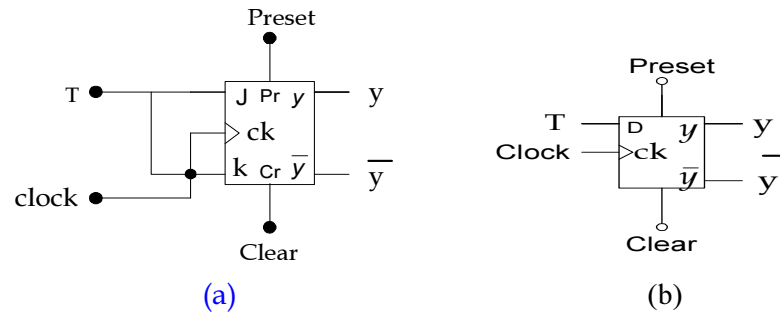 Preset
T
J Pr y y
ck
k Cr y̅ y̅
clock
Clear
(a)
Preset
T D y y
Clock ck
y̅ y̅
Clear
(b)